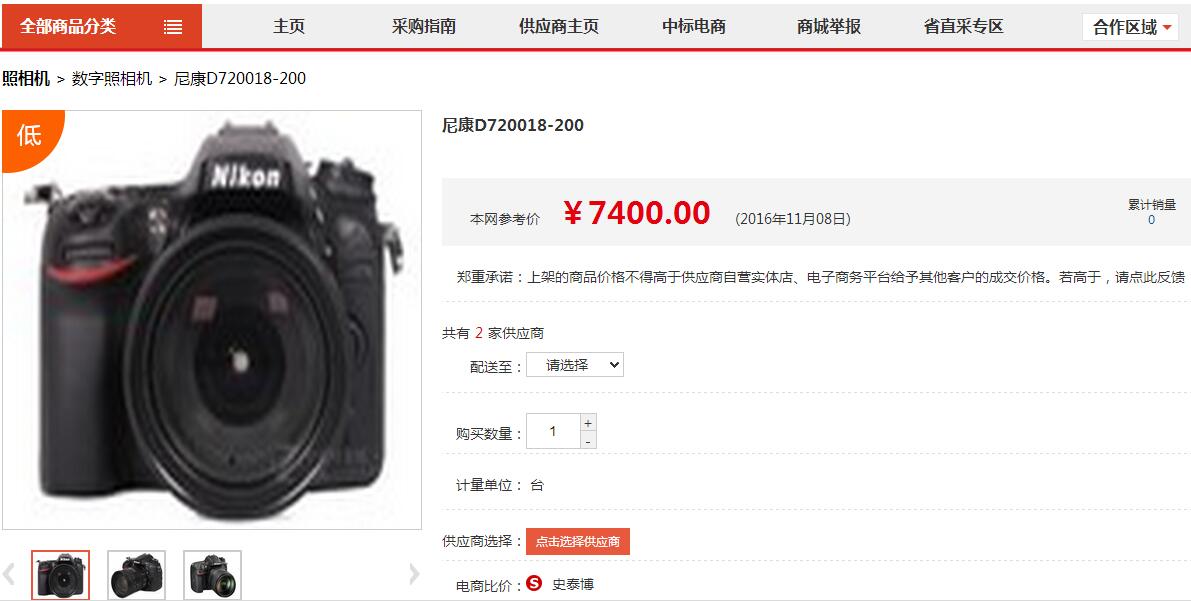 全部商品分类 主页 采购指南 供应商主页 中标电商 商城举报 省直采专区 合作区域
照相机 > 数字照相机 > 尼康D720018-200
低
Nikon
尼康D720018-200
本网参考价 ￥7400.00 (2016年11月08日)
累计销量
0
郑重承诺：上架的商品价格不得高于供应商自营实体店、电子商务平台给予其他客户的成交价格。若高于，请点此反馈
共有 2 家供应商
配送至： 请选择
购买数量： 1 + -
计量单位： 台
供应商选择： 点击选择供应商
电商比价： S 史泰博